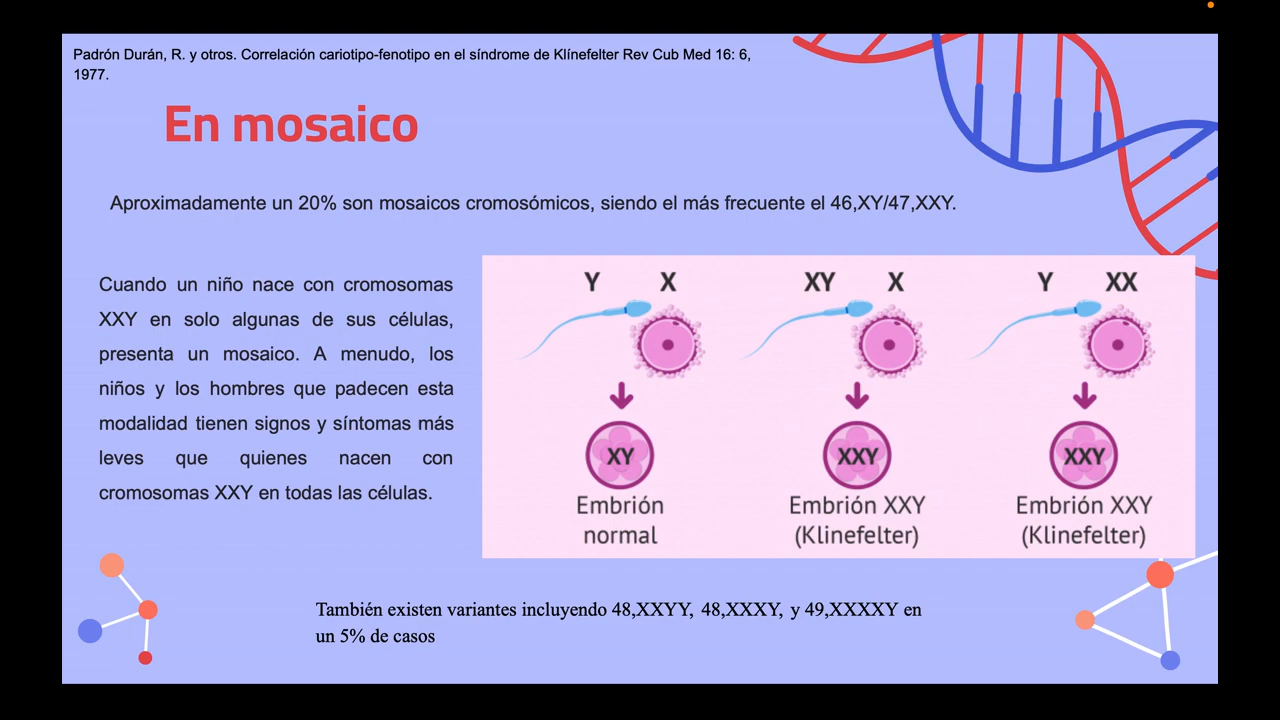 Padrón Durán, R. y otros. Correlación cariotipo-fenotipo en el síndrome de Klínefelter Rev Cub Med 16: 6,
1977.
En mosaico
Aproximadamente un 20% son mosaicos cromosómicos, siendo el más frecuente el 46,XY/47,XXY.
Cuando un niño nace con cromosomas
XXY en solo algunas de sus células,
presenta un mosaico. A menudo, los
niños y los hombres que padecen esta
modalidad tienen signos y síntomas más
leves que quienes nacen con
cromosomas XXY en todas las células.
Y X
XY
Embrión
normal
XY X
XXY
Embrión XXY
(Klinefelter)
Y XX
XXY
Embrión XXY
(Klinefelter)
También existen variantes incluyendo 48,XXYY, 48,XXXY, y 49,XXXXY en
un 5% de casos